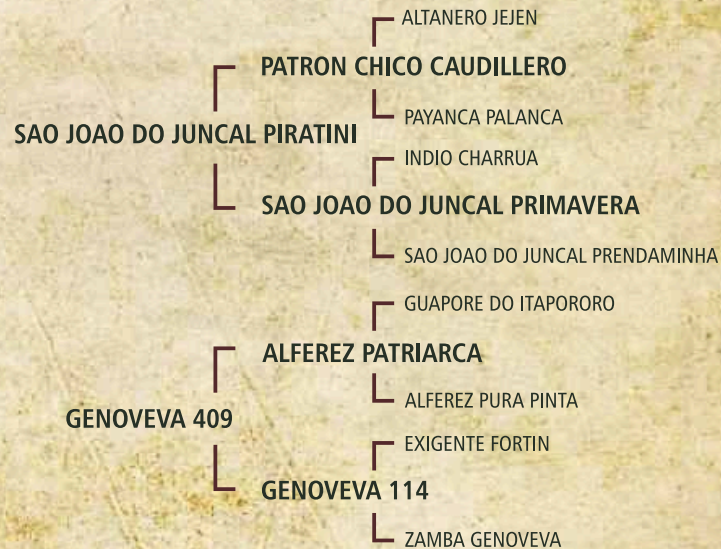 ALTANERO JEJEN
PATRON CHICO CAUDILLERO
PAYANCA PALANCA
SAO JOAO DO JUNCAL PIRATINI
INDIO CHARRUA
SAO JOAO DO JUNCAL PRIMAVERA
SAO JOAO DO JUNCAL PRENDAMINHA
GUAPORE DO ITAPORORO
ALFEREZ PATRIARCA
ALFEREZ PURA PINTA
GENOVEVA 409
EXIGENTE FORTIN
GENOVEVA 114
ZAMBA GENOVEVA